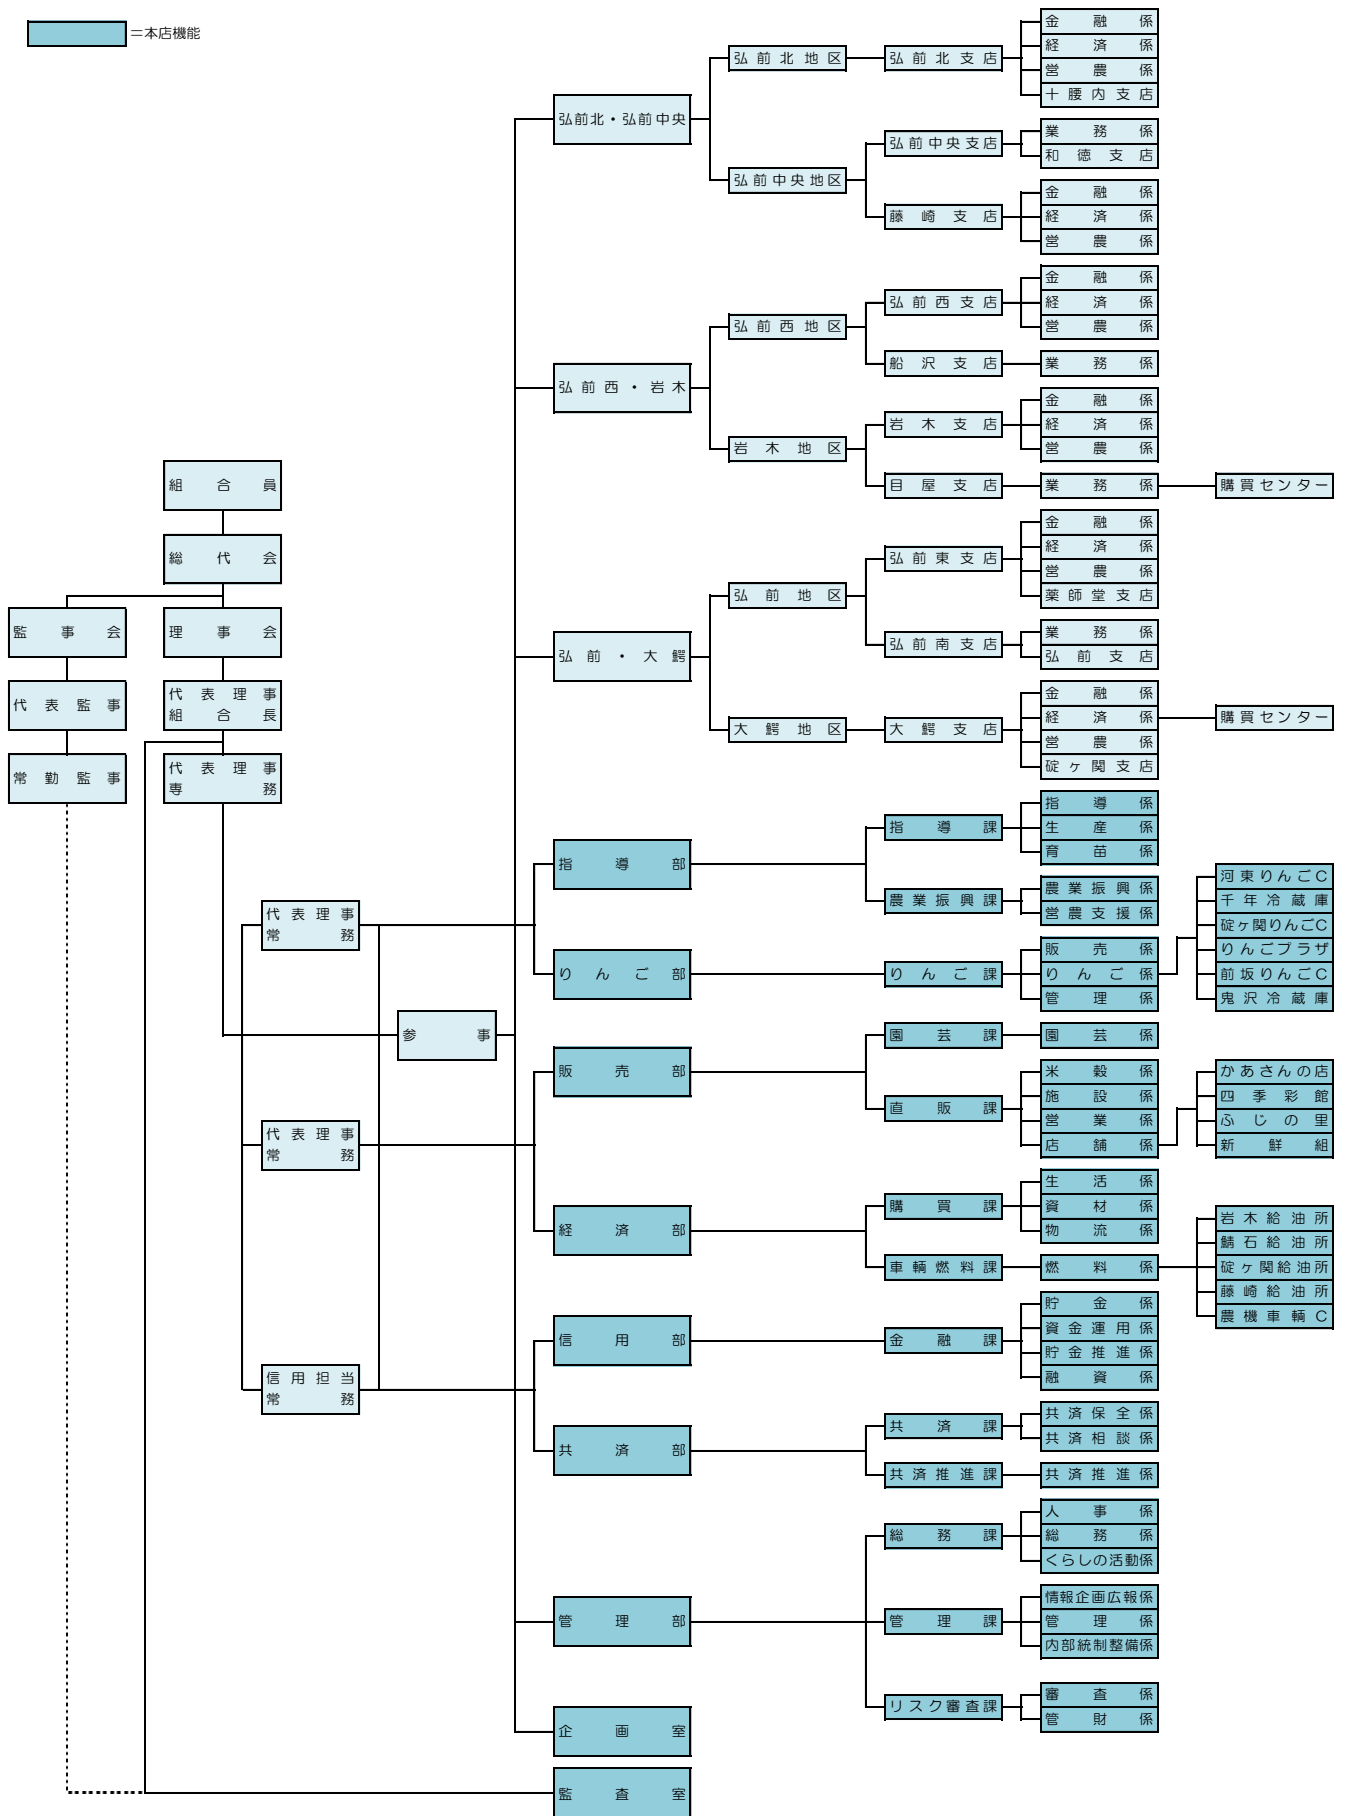 =本店機能
組合員
総代会
監事会
理事会
代表監事
代表理事
組合長
常勤監事
代表理事
専務
代表理事
常務
参事
代表理事
常務
信用担当
常務
弘前北・弘前中央
弘前北地区
弘前北支店
金融係
経済係
営農係
十腰内支店
弘前中央地区
弘前中央支店
業務係
和徳支店
藤崎支店
金融係
経済係
営農係
弘前西・岩木
弘前西地区
弘前西支店
金融係
経済係
営農係
船沢支店
業務係
岩木地区
岩木支店
金融係
経済係
営農係
目屋支店
業務係
購買センター
弘前・大鰐
弘前地区
弘前東支店
金融係
経済係
営農係
薬師堂支店
弘前南支店
業務係
弘前支店
大鰐地区
大鰐支店
金融係
経済係
購買センター
営農係
碇ヶ関支店
指導部
指導課
指導係
生産係
育苗係
農業振興課
農業振興係
営農支援係
りんご部
りんご課
販売係
りんご係
管理係
河東りんごC
千年冷蔵庫
碇ヶ関りんごC
りんごプラザ
前坂りんごC
鬼沢冷蔵庫
販売部
園芸課
園芸係
直販課
米穀係
施設係
営業係
店舗係
かあさんの店
四季彩館
ふじの里
新鮮組
経済部
購買課
生活係
資材係
物流係
車輌燃料課
燃料係
岩木給油所
鯖石給油所
碇ヶ関給油所
藤崎給油所
農機車輌C
信用部
金融課
貯金係
資金運用係
貯金推進係
融資係
共済部
共済課
共済保全係
共済相談係
共済推進課
共済推進係
管理部
総務課
人事係
総務係
くらしの活動係
管理課
情報企画広報係
管理係
内部統制整備係
リスク審査課
審査係
管財係
企画室
監査室